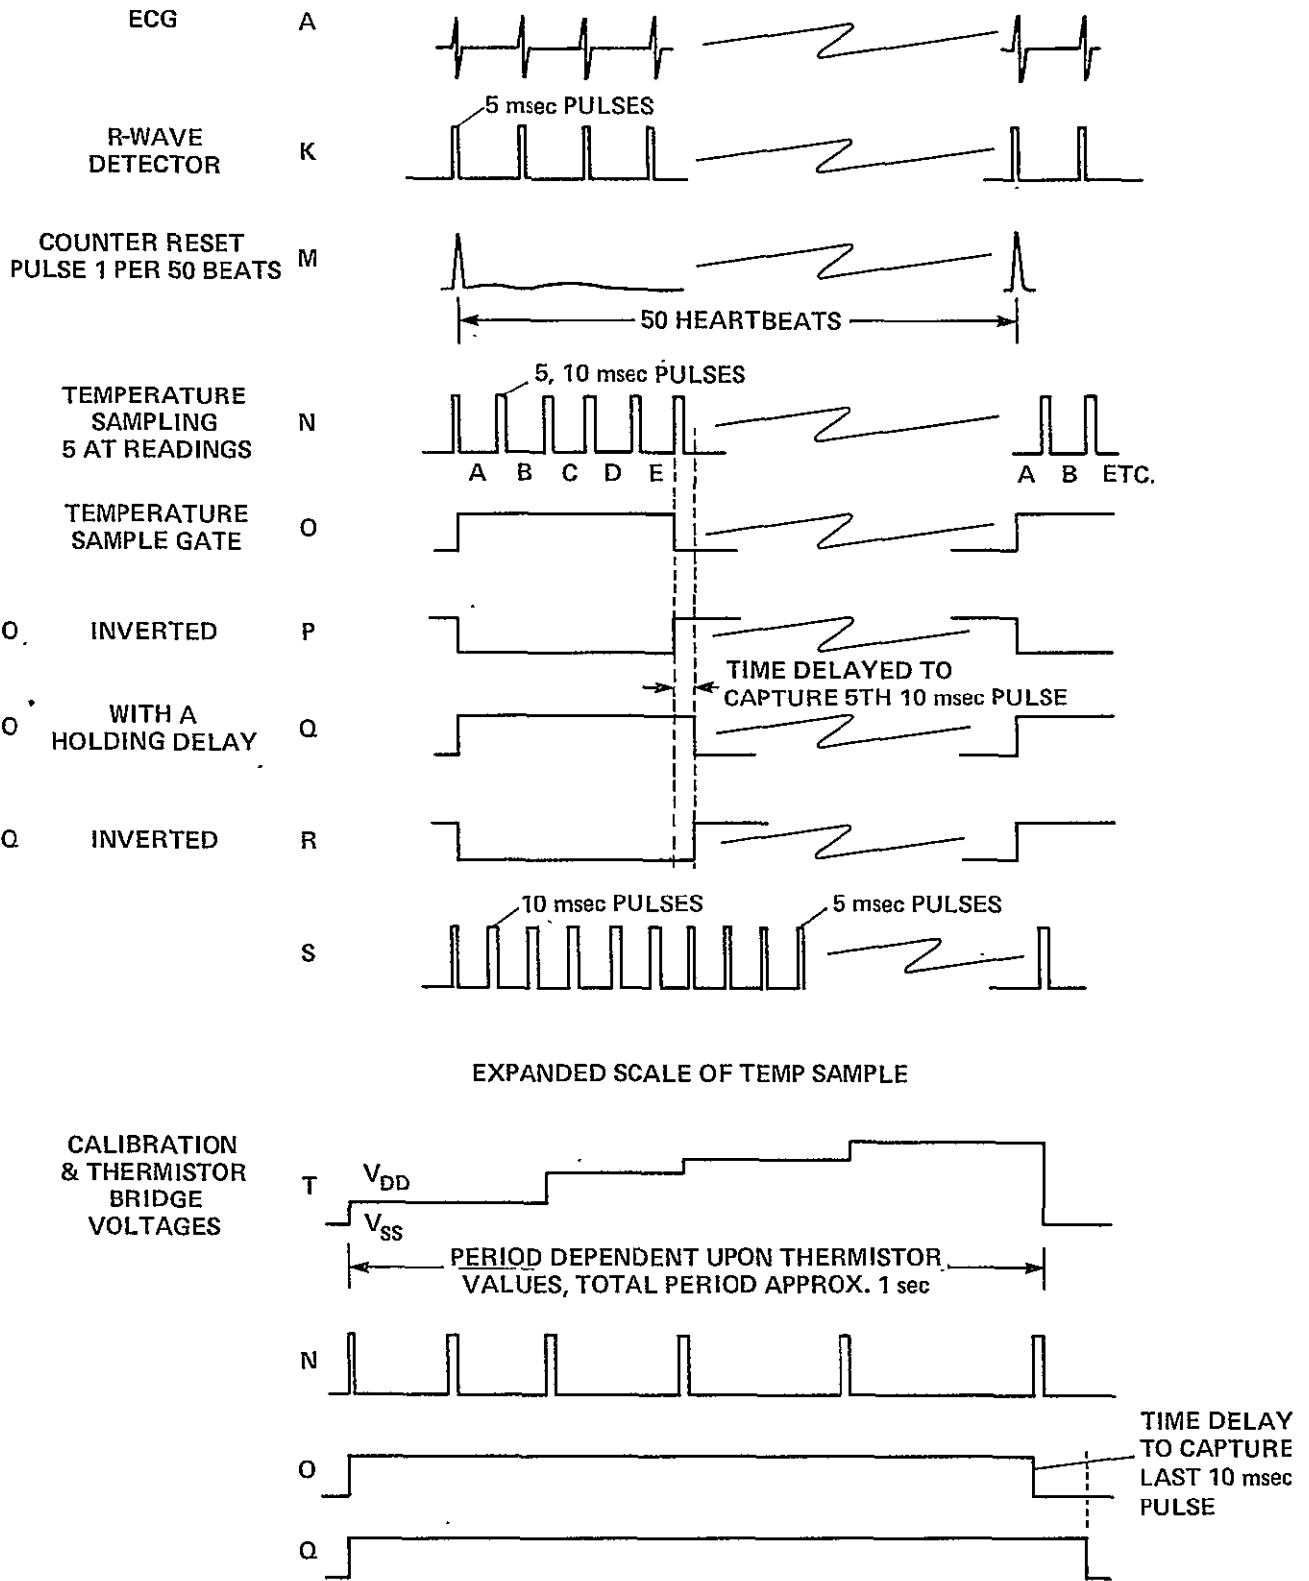 ECG A
5 msec PULSES
R-WAVE
DETECTOR K
COUNTER RESET
PULSE 1 PER 50 BEATS M
50 HEARTBEATS
5, 10 msec PULSES
TEMPERATURE
SAMPLING N
5 AT READINGS
A B C D E A B ETC.
TEMPERATURE
SAMPLE GATE O
O INVERTED P
TIME DELAYED TO
CAPTURE 5TH 10 msec PULSE
O WITH A
HOLDING DELAY Q
Q INVERTED R
10 msec PULSES 5 msec PULSES
S
EXPANDED SCALE OF TEMP SAMPLE
CALIBRATION
& THERMISTOR
BRIDGE
VOLTAGES
T
VDD
VSS
PERIOD DEPENDENT UPON THERMISTOR
VALUES, TOTAL PERIOD APPROX. 1 sec
N
O
TIME DELAY
TO CAPTURE
LAST 10 msec
PULSE
Q